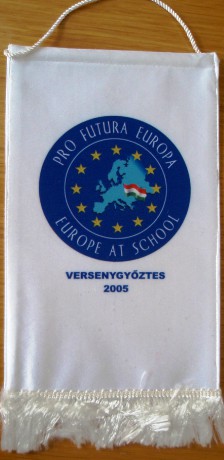 PRO FUTURA EUROPA
EUROPE AT SCHOOL
VERSENYGYŐZTES
2005